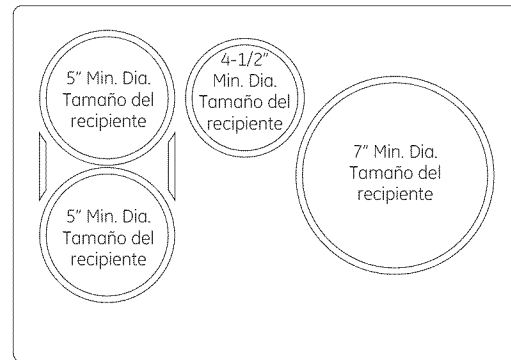 5" Min. Dia.
Tamaño del
recipiente
4-1/2"
Min. Dia.
Tamaño del
recipiente
7" Min. Dia.
Tamaño del
recipiente
5" Min. Dia.
Tamaño del
recipiente